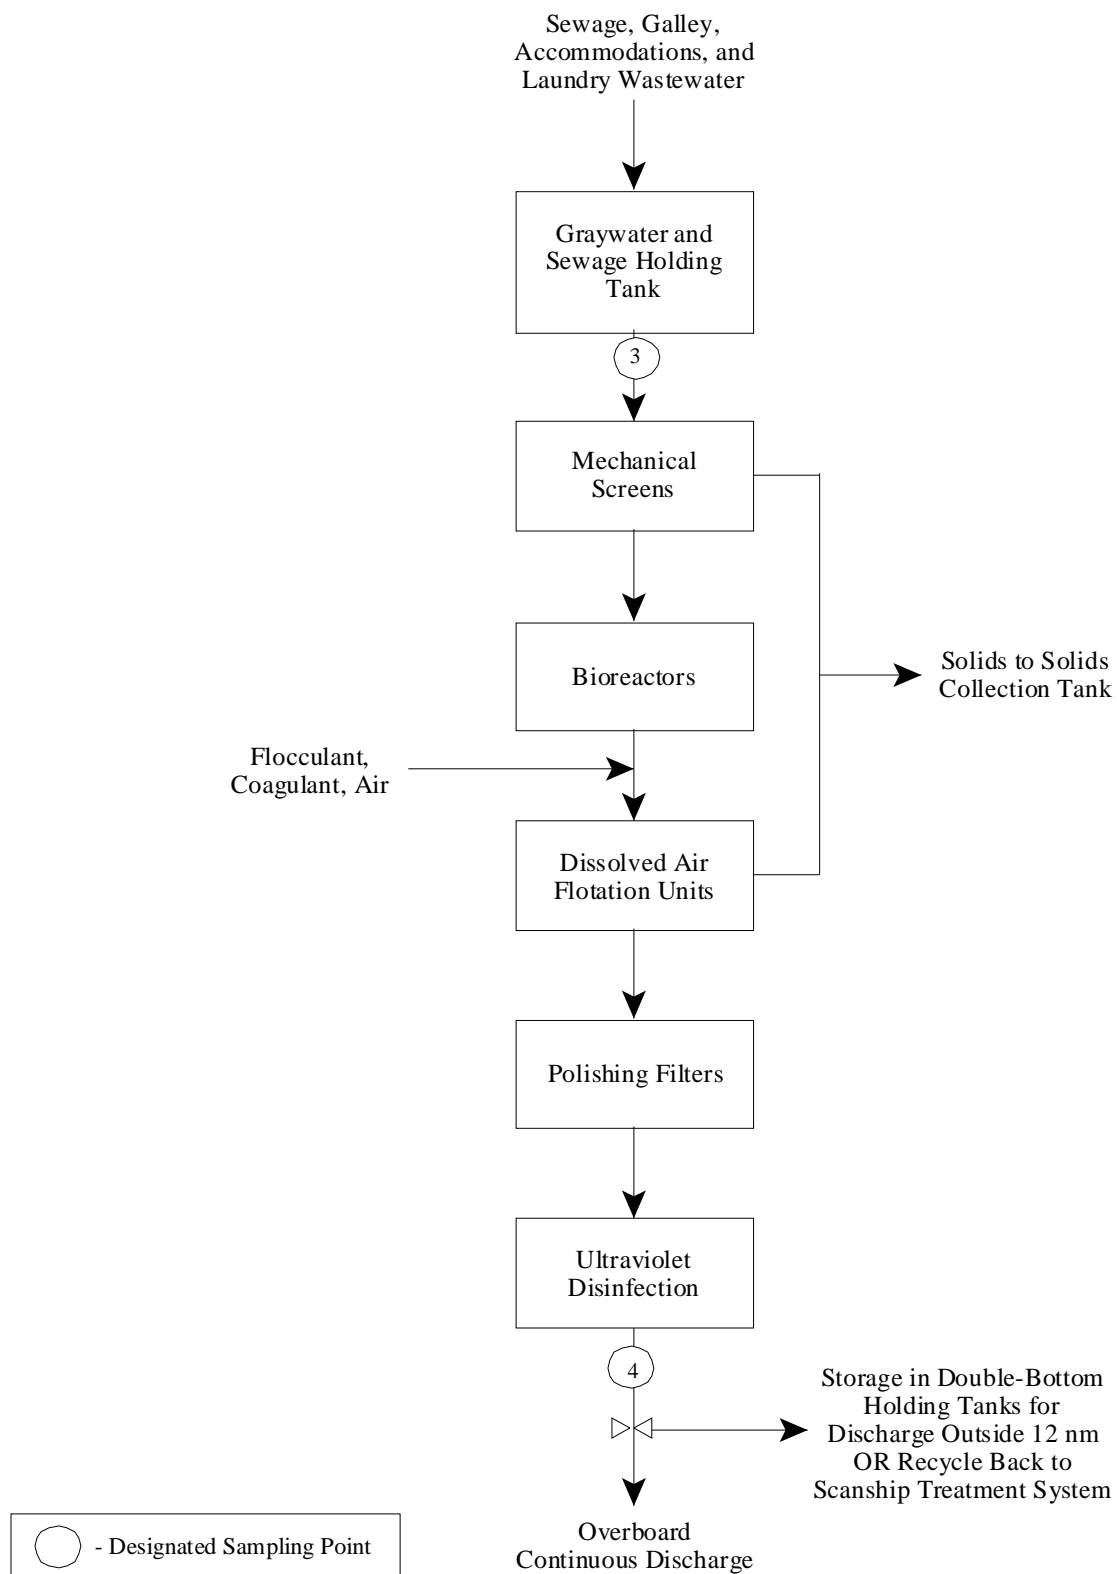 Sewage, Galley,
Accommodations, and
Laundry Wastewater
Graywater and
Sewage Holding
Tank
3
Mechanical
Screens
Bioreactors
Solids to Solids
Collection Tank
Flocculant,
Coagulant, Air
Dissolved Air
Flotation Units
Polishing Filters
Ultraviolet
Disinfection
4
Storage in Double-Bottom
Holding Tanks for
Discharge Outside 12 nm
OR Recycle Back to
Scanship Treatment System
Overboard
Continuous Discharge
- Designated Sampling Point